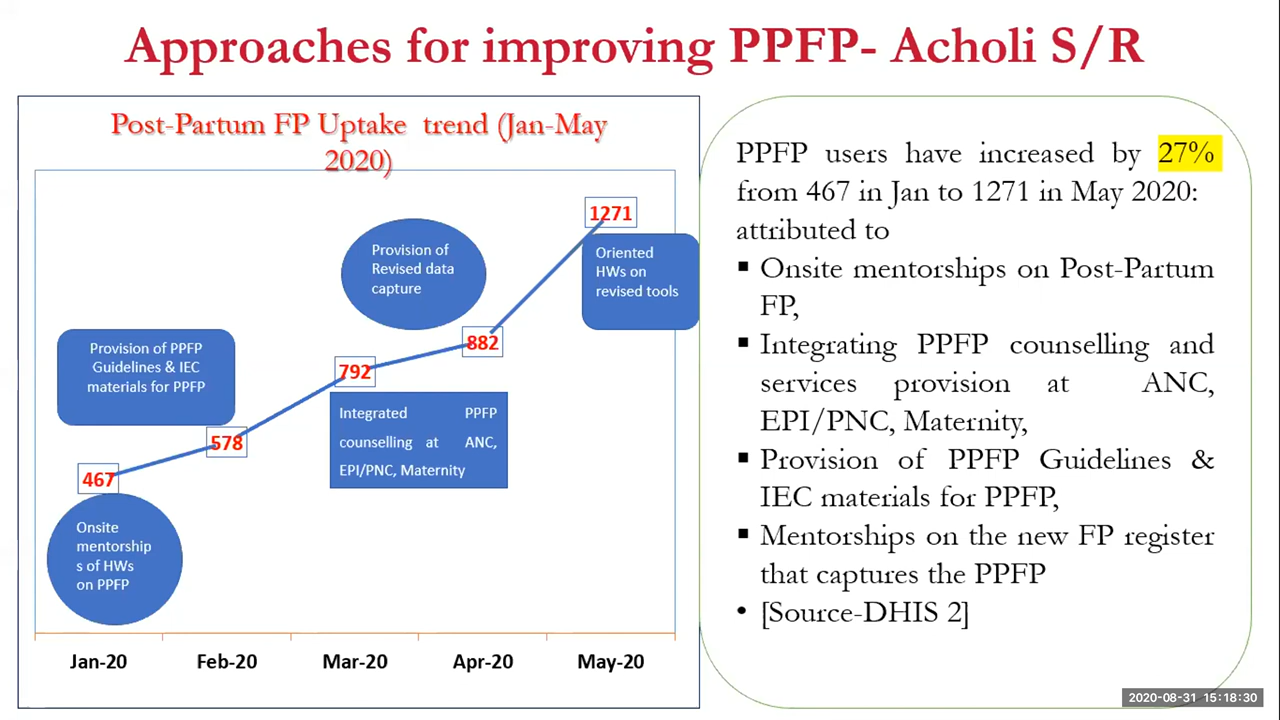 Approaches for improving PPFP- Acholi S/R
Post-Partum FP Uptake trend (Jan-May
2020)
1271
Provision of
Revised data
capture
Oriented
HWs on
revised tools
882
Provision of PPFP
Guidelines & IEC
materials for PPFP
792
Integrated PPFP
counselling at ANC,
EPI/PNC, Maternity
578
467
Onsite
mentorship
s of HWs
on PPFP
Jan-20 Feb-20 Mar-20 Apr-20 May-20
PPFP users have increased by 27%
from 467 in Jan to 1271 in May 2020:
attributed to
▪ Onsite mentorships on Post-Partum
FP,
▪ Integrating PPFP counselling and
services provision at ANC,
EPI/PNC, Maternity,
▪ Provision of PPFP Guidelines &
IEC materials for PPFP,
▪ Mentorships on the new FP register
that captures the PPFP
• [Source-DHIS 2]
2020-08-31 15:18:30